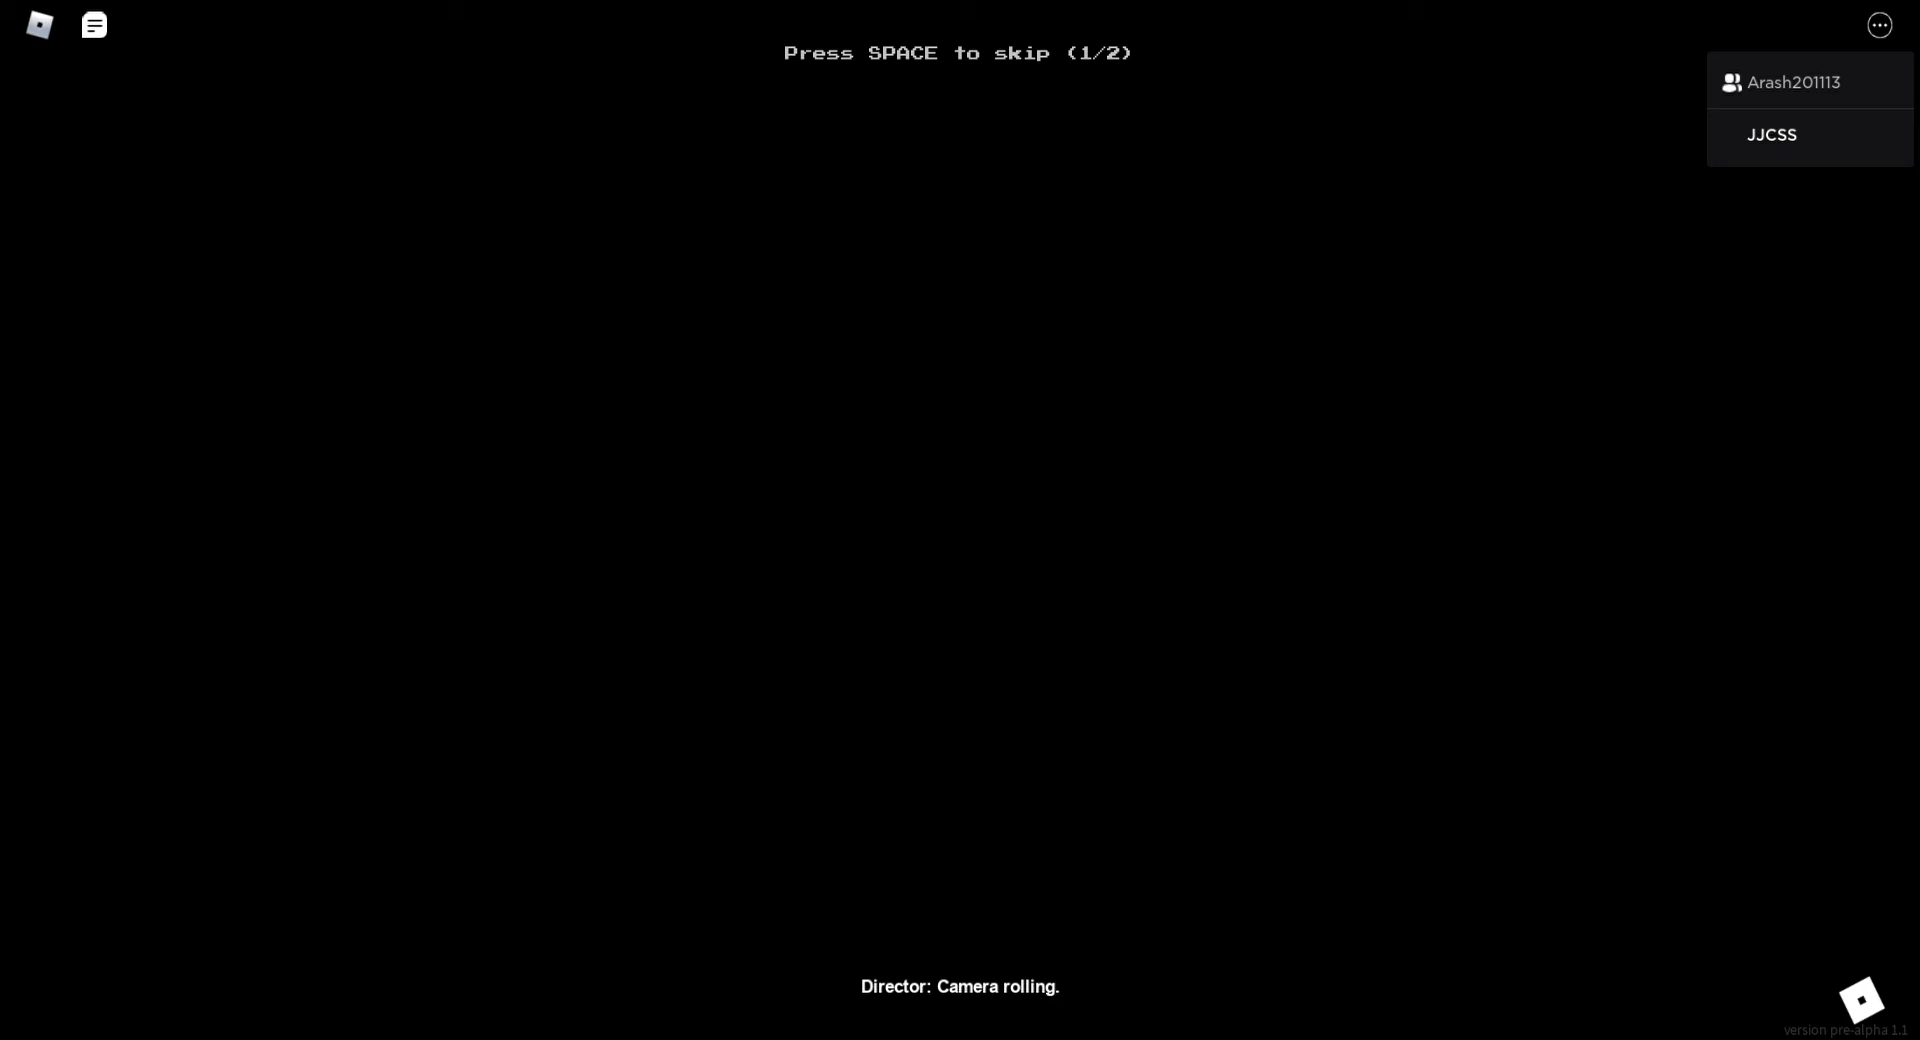 Press SPACE to skip (1/2)
Arash201113
JJCSS
Director: Camera rolling.
version pre-alpha 1.1